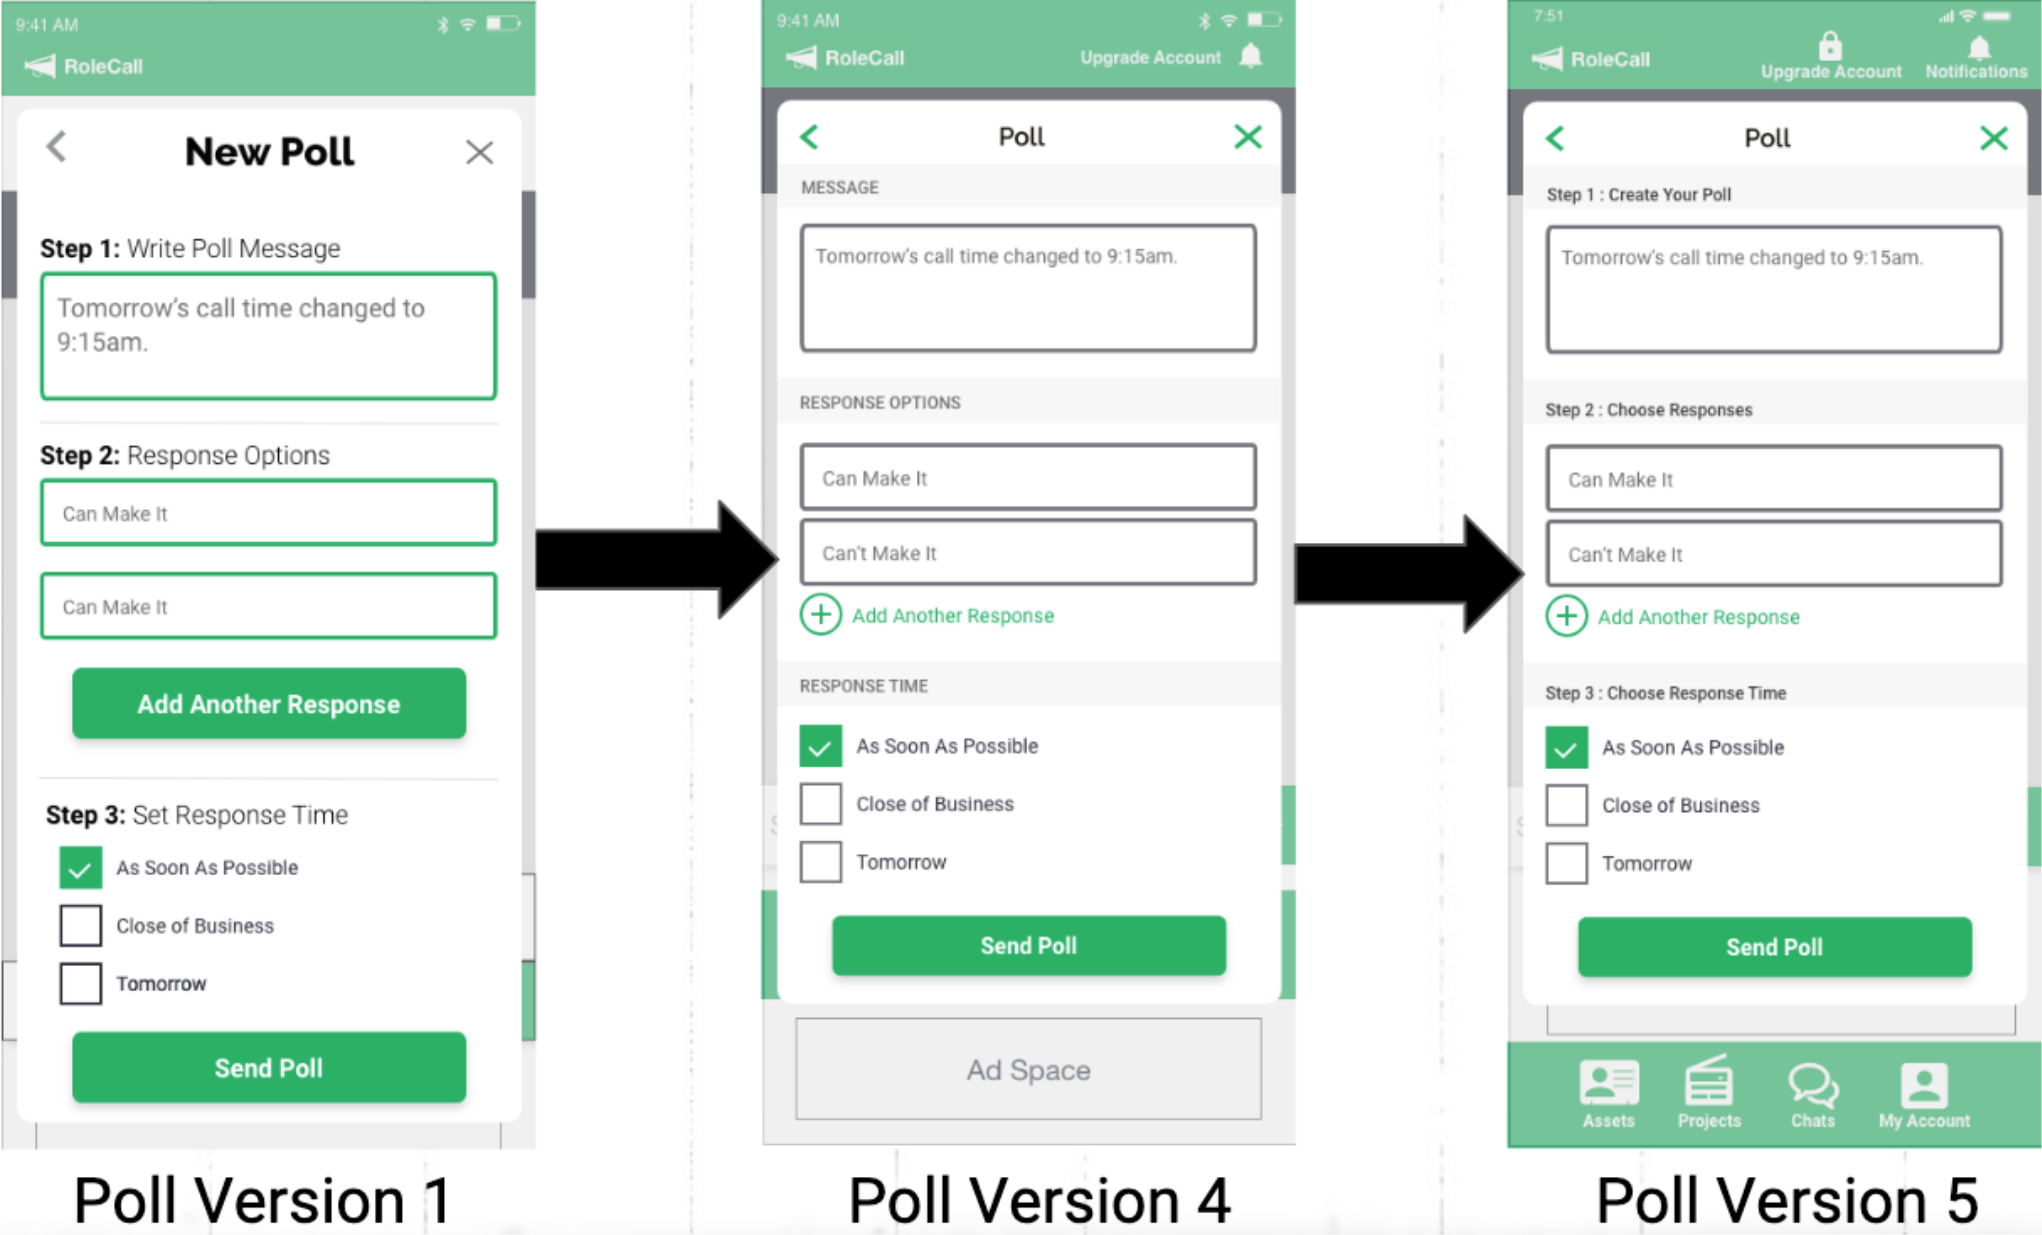 9:41 AM
RoleCall
New Poll
Step 1: Write Poll Message
Tomorrow's call time changed to
9:15am.
Step 2: Response Options
Can Make It
Can Make It
Add Another Response
Step 3: Set Response Time
As Soon As Possible
Close of Business
Tomorrow
Send Poll
Poll Version 1
9:41 AM
RoleCall
Upgrade Account
Poll
MESSAGE
Tomorrow's call time changed to 9:15am.
RESPONSE OPTIONS
Can Make It
Can't Make It
Add Another Response
RESPONSE TIME
As Soon As Possible
Close of Business
Tomorrow
Send Poll
Ad Space
Poll Version 4
7:51
RoleCall
Upgrade Account
Notifications
Poll
Step 1 : Create Your Poll
Tomorrow's call time changed to 9:15am.
Step 2 : Choose Responses
Can Make It
Can't Make It
Add Another Response
Step 3 : Choose Response Time
As Soon As Possible
Close of Business
Tomorrow
Send Poll
Assets
Projects
Chats
My Account
Poll Version 5